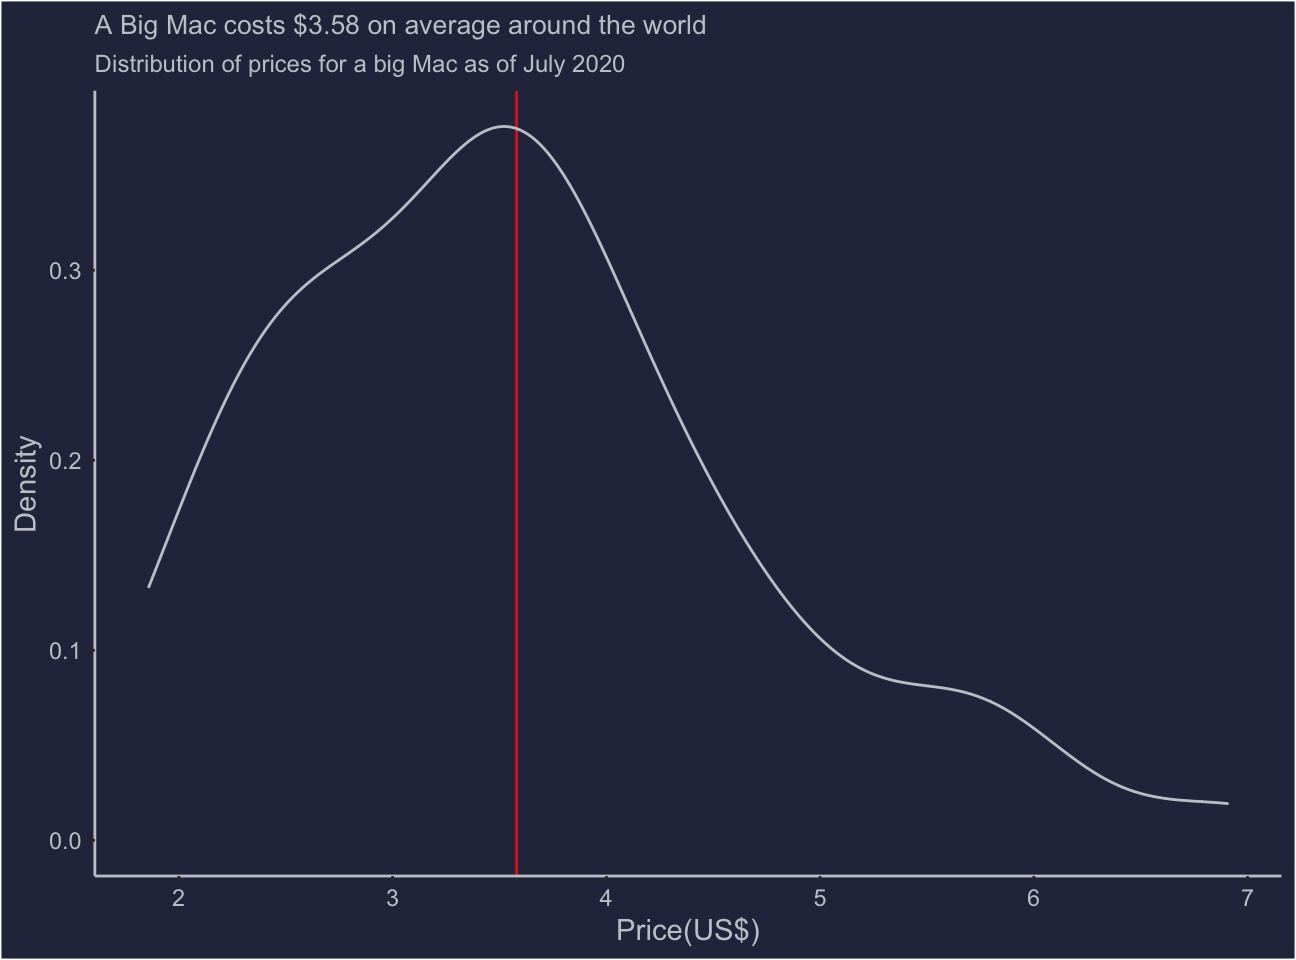 A Big Mac costs $3.58 on average around the world
Distribution of prices for a big Mac as of July 2020
Density
0.3
0.2
0.1
0.0
2 3 4 5 6 7
Price(US$)